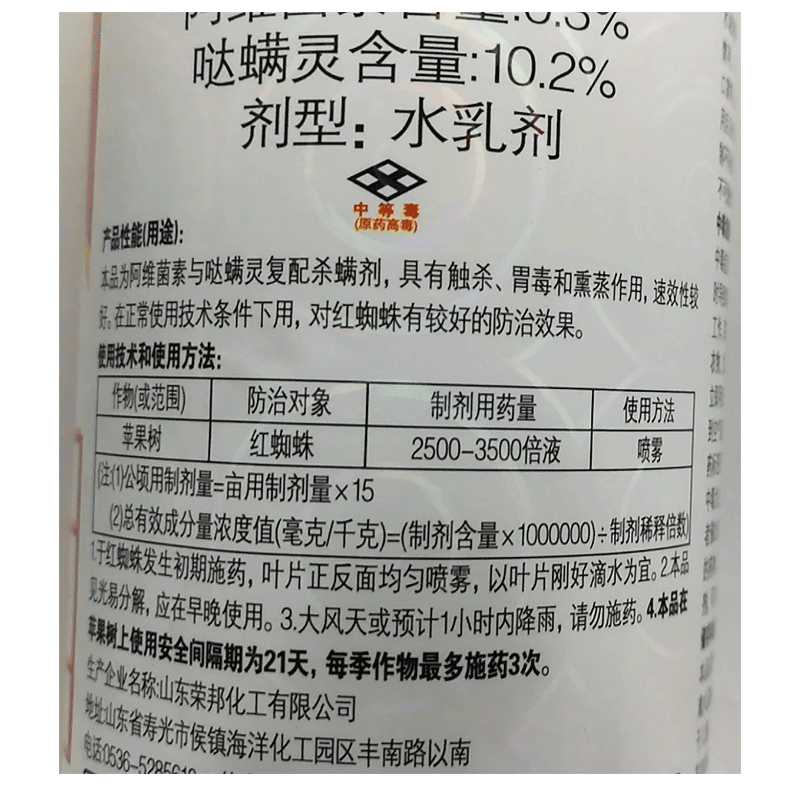 哒螨灵含量:10.2%
剂型：水乳剂
中等毒
(原药高毒)
产品性能(用途):
本品为阿维菌素与哒螨灵复配杀螨剂，具有触杀、胃毒和熏蒸作用，速效性较
好。在正常使用技术条件下用，对红蜘蛛有较好的防治效果。
使用技术和使用方法:
作物(或范围) 防治对象 制剂用药量 使用方法
苹果树 红蜘蛛 2500-3500倍液 喷雾
(注:(1)公顷用制剂量=亩用制剂量×15
(2)总有效成分量浓度值(毫克/千克)=(制剂含量×1000000)÷制剂稀释倍数)
1.于红蜘蛛发生初期施药，叶片正反面均匀喷雾，以叶片刚好滴水为宜。2.本品
见光易分解，应在早晚使用。3.大风天或预计1小时内降雨，请勿施药。4.本品在
苹果树上使用安全间隔期为21天，每季作物最多施药3次。
生产企业名称:山东荣邦化工有限公司
地址:山东省寿光市侯镇海洋化工园区丰南路以南